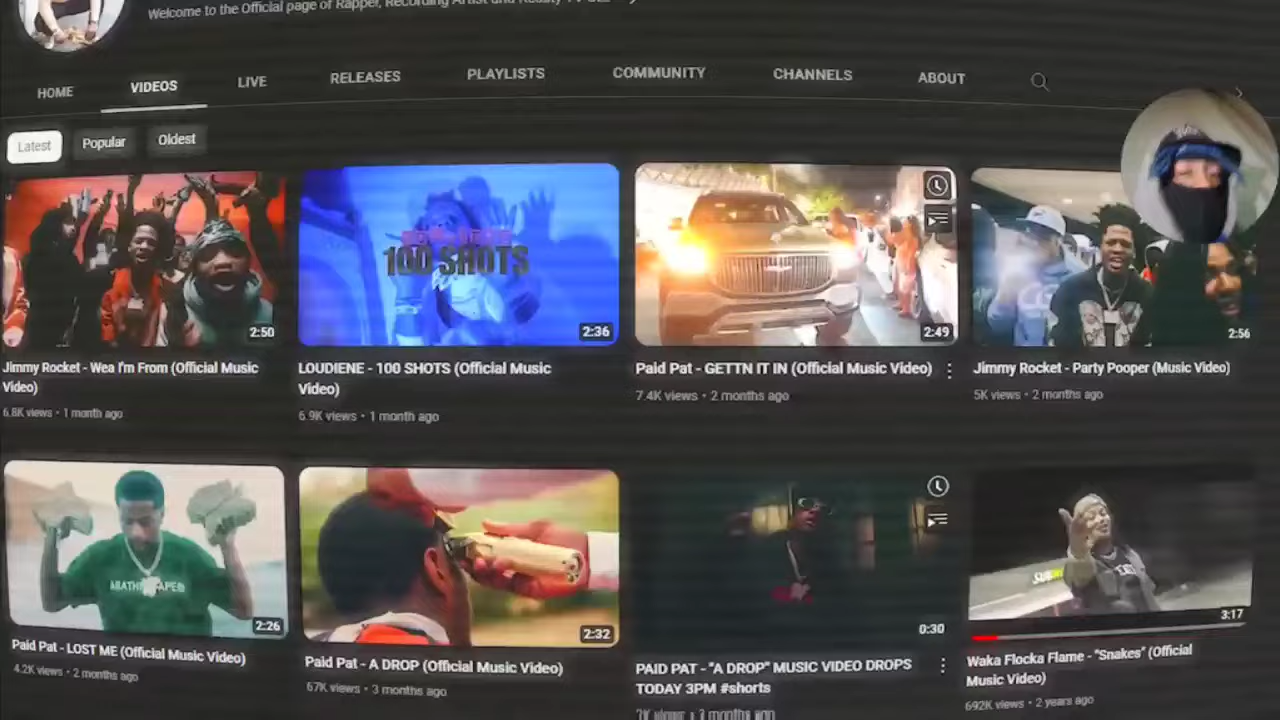 Welcome to the Official page of Rapper, Recording Artist and Reality TV
HOME
VIDEOS
LIVE
RELEASES
PLAYLISTS
COMMUNITY
CHANNELS
ABOUT
Latest
Popular
Oldest
100 SHOTS
2:50
2:36
2:49
2:56
Jimmy Rocket - Wea I'm From (Official Music
Video)
6.8K views • 1 month ago
LOUDIENE - 100 SHOTS (Official Music
Video)
6.9K views • 1 month ago
Paid Pat - GETTN IT IN (Official Music Video)
7.4K views • 2 months ago
Jimmy Rocket - Party Pooper (Music Video)
5K views • 2 months ago
2:26
2:32
0:30
3:17
Paid Pat - LOST ME (Official Music Video)
4.2K views • 2 months ago
Paid Pat - A DROP (Official Music Video)
67K views • 3 months ago
PAID PAT - "A DROP" MUSIC VIDEO DROPS
TODAY 3PM #shorts
views • 3 months ago
Waka Flocka Flame - "Snakes" (Official
Music Video)
692K views • 2 years ago